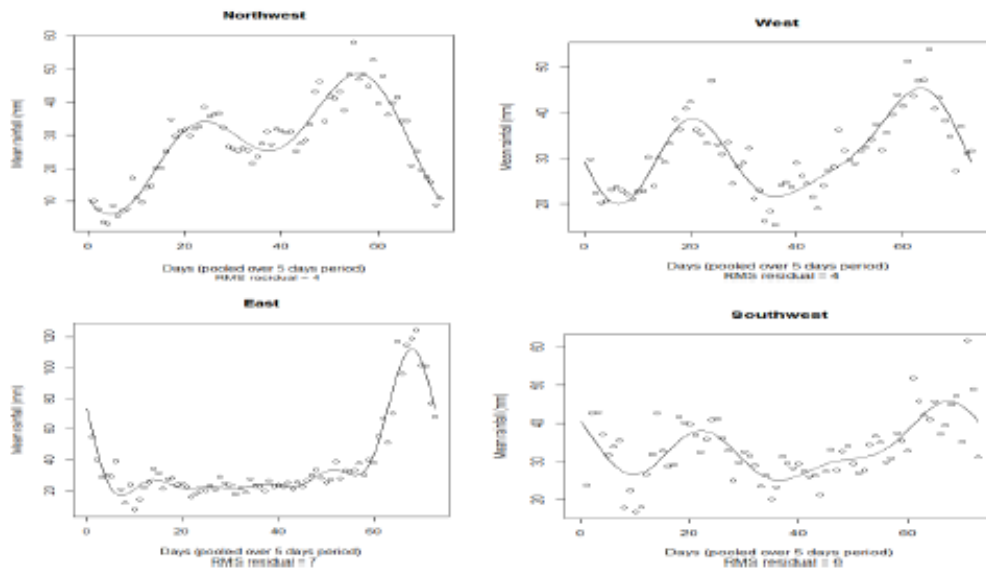 Northwest
Mean rainfall (mm)
60
50
40
30
20
10
0 20 40 60
Days (pooled over 5 days period)
RMS residual = 4
West
Mean rainfall (mm)
50
40
30
20
0 20 40 60
Days (pooled over 5 days period)
RMS residual = 4
East
Mean rainfall (mm)
120
100
80
60
40
20
0 20 40 60
Days (pooled over 5 days period)
RMS residual = 7
Southwest
Mean rainfall (mm)
60
50
40
30
20
0 20 40 60
Days (pooled over 5 days period)
RMS residual = 6